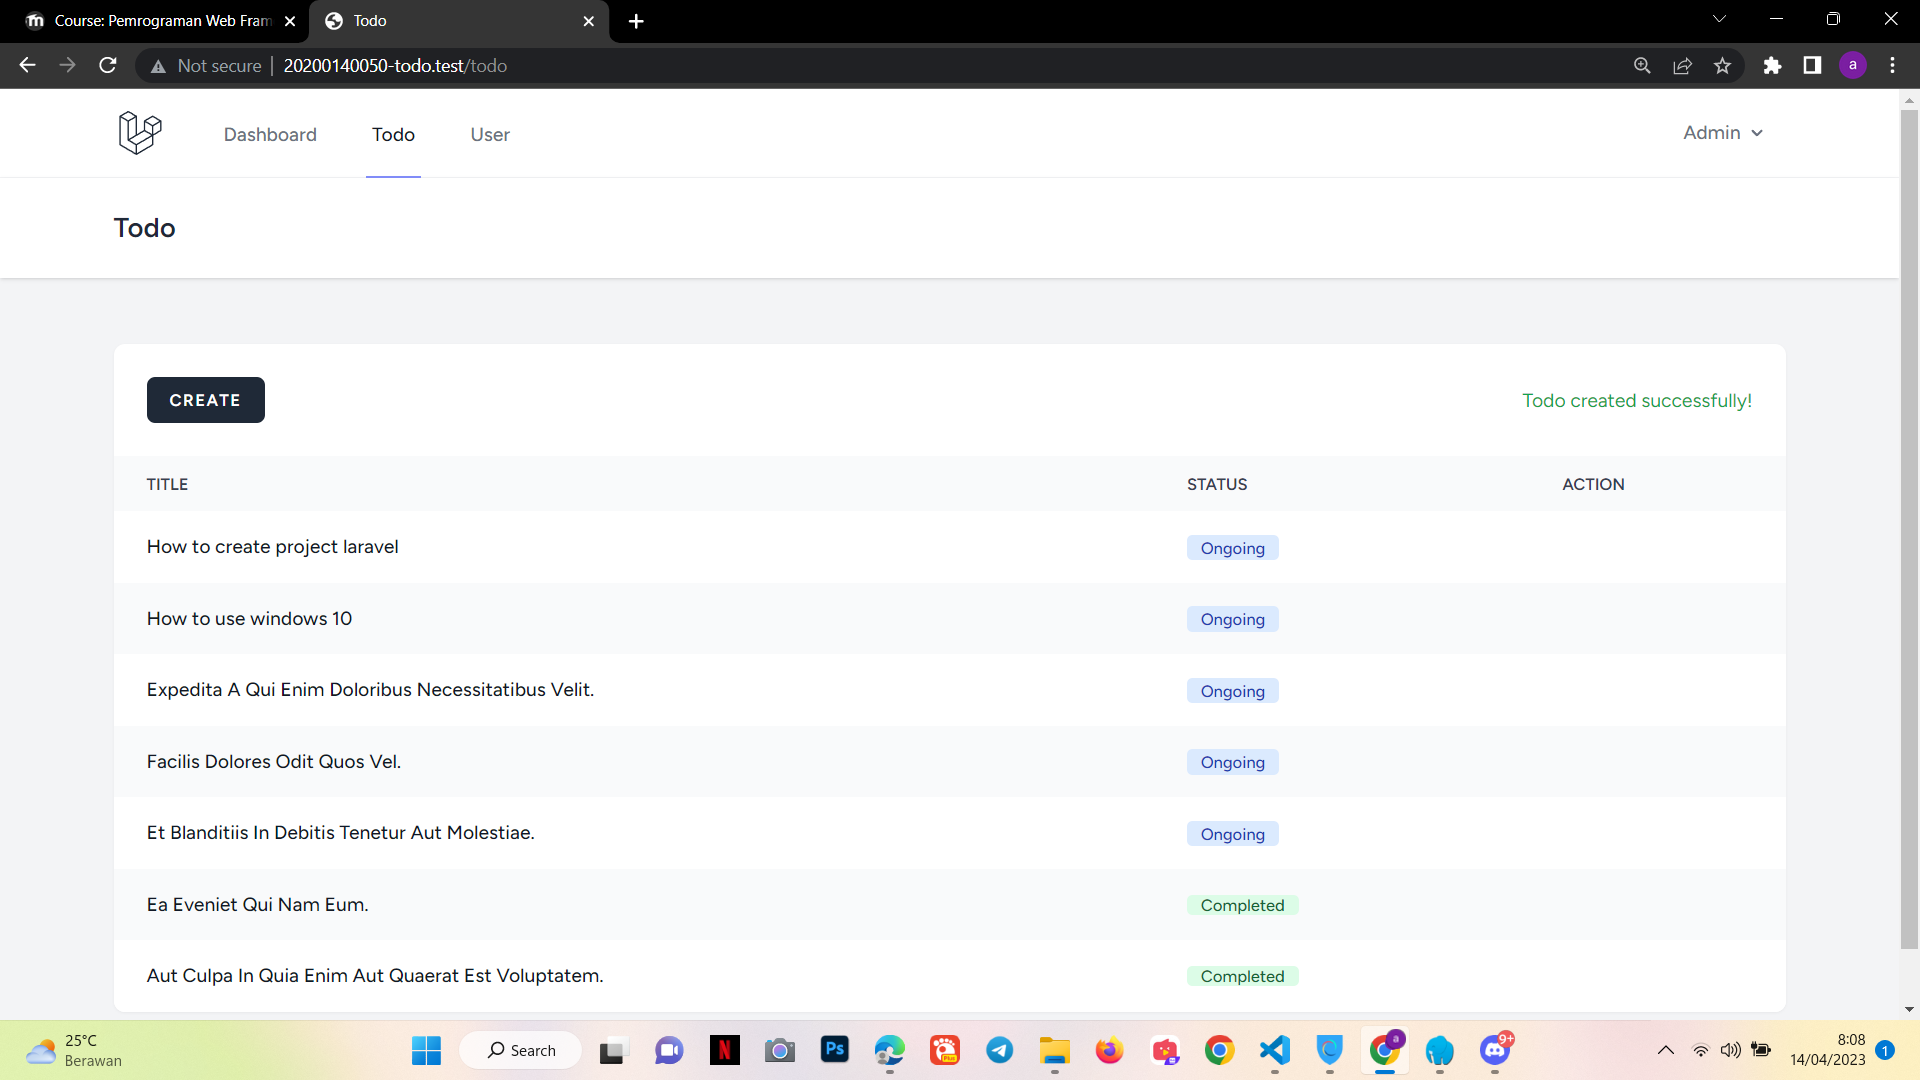 Course: Pemrograman Web Fram
Todo
Not secure
20200140050-todo.test/todo
a
Dashboard
Todo
User
Admin
Todo
CREATE
Todo created successfully!
TITLE STATUS ACTION
How to create project laravel Ongoing
How to use windows 10 Ongoing
Expedita A Qui Enim Doloribus Necessitatibus Velit. Ongoing
Facilis Dolores Odit Quos Vel. Ongoing
Et Blanditiis In Debitis Tenetur Aut Molestiae. Ongoing
Ea Eveniet Qui Nam Eum. Completed
Aut Culpa In Quia Enim Aut Quaerat Est Voluptatem. Completed
25°C
Berawan
Search
N
Ps
a
9+
8:08
14/04/2023
1